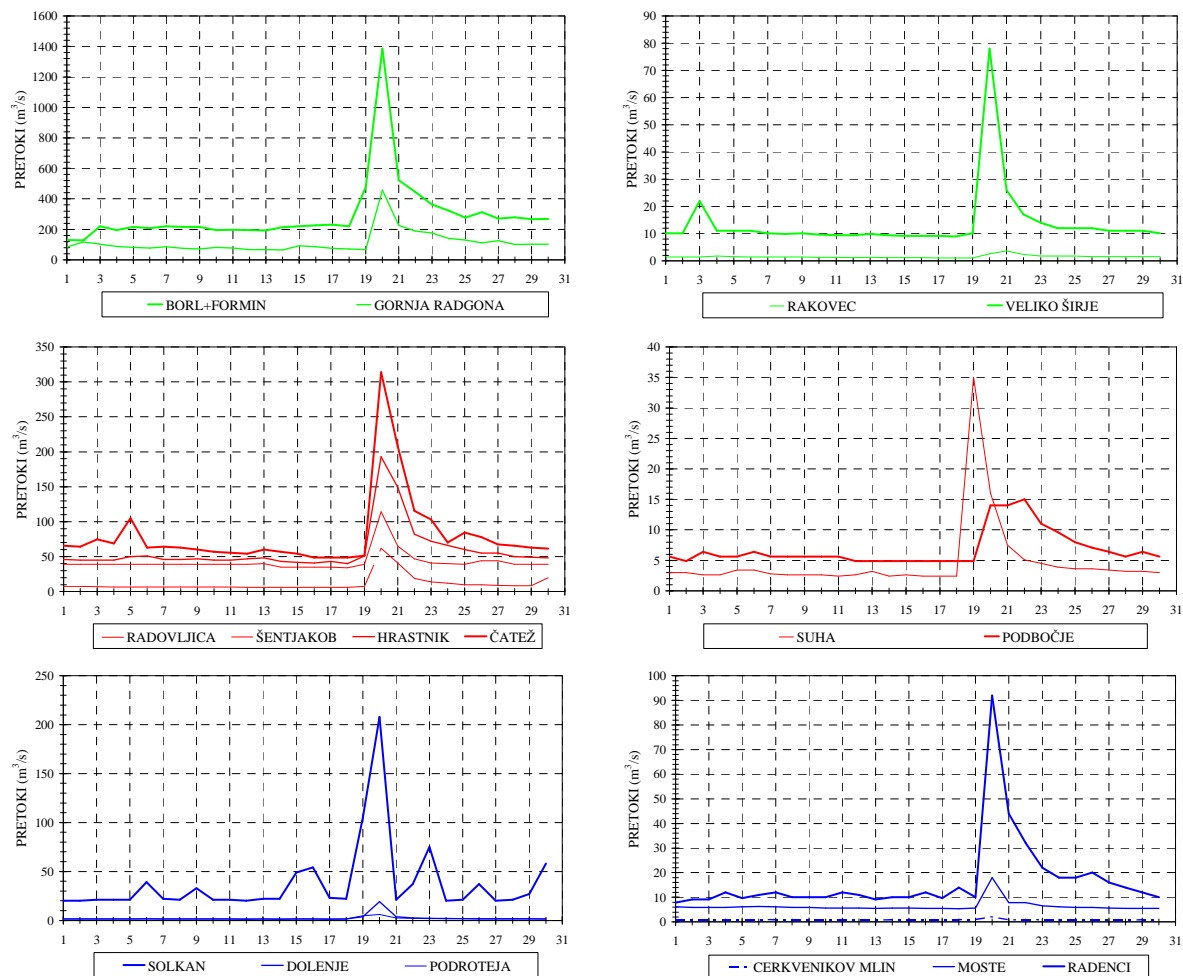 PRETOKI (m³/s)
1600
1400
1200
1000
800
600
400
200
0
1 3 5 7 9 11 13 15 17 19 21 23 25 27 29 31
BORL+FORMIN GORNJA RADGONA
PRETOKI (m³/s)
90
80
70
60
50
40
30
20
10
0
1 3 5 7 9 11 13 15 17 19 21 23 25 27 29 31
RAKOVEC VELIKO ŠIRJE
PRETOKI (m³/s)
350
300
250
200
150
100
50
0
1 3 5 7 9 11 13 15 17 19 21 23 25 27 29 31
RADOVLJICA ŠENTJAKOB HRASTNIK ČATEŽ
PRETOKI (m³/s)
40
35
30
25
20
15
10
5
0
1 3 5 7 9 11 13 15 17 19 21 23 25 27 29 31
SUHA PODBOČJE
PRETOKI (m³/s)
250
200
150
100
50
0
1 3 5 7 9 11 13 15 17 19 21 23 25 27 29 31
SOLKAN DOLENJE PODROTEJA
PRETOKI (m³/s)
100
90
80
70
60
50
40
30
20
10
0
1 3 5 7 9 11 13 15 17 19 21 23 25 27 29 31
CERKVENIKOV MLIN MOSTE RADENCI